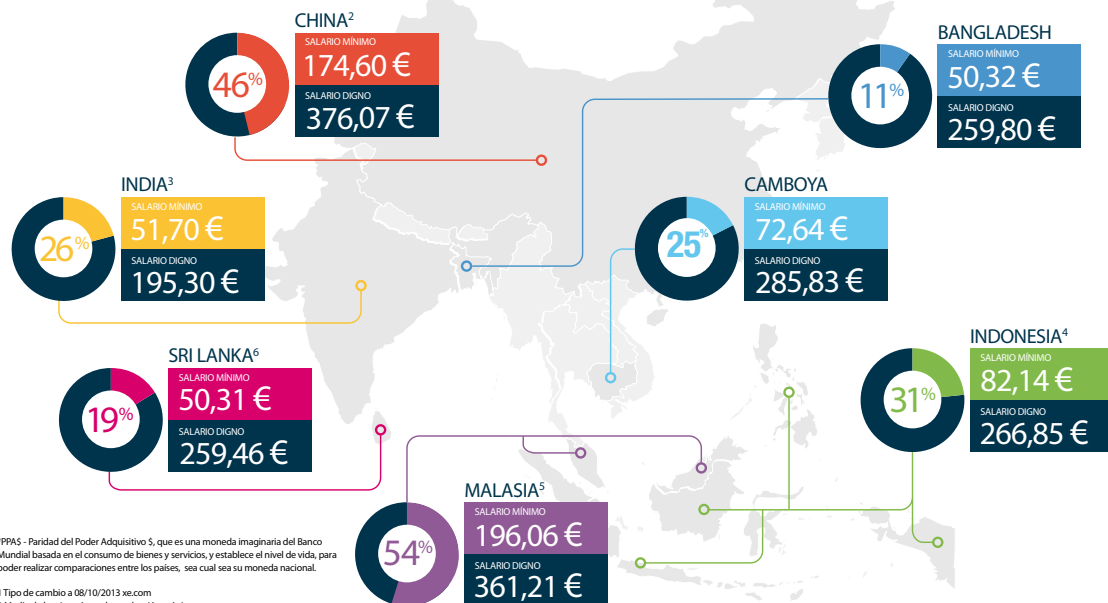 CHINA²
SALARIO MÍNIMO
174,60 €
46%
SALARIO DIGNO
376,07 €
BANGLADESH
SALARIO MÍNIMO
50,32 €
11%
SALARIO DIGNO
259,80 €
INDIA³
SALARIO MÍNIMO
51,70 €
26%
SALARIO DIGNO
195,30 €
CAMBOYA
SALARIO MÍNIMO
72,64 €
25%
SALARIO DIGNO
285,83 €
SRI LANKA⁶
SALARIO MÍNIMO
50,31 €
19%
SALARIO DIGNO
259,46 €
INDONESIA⁴
SALARIO MÍNIMO
82,14 €
31%
SALARIO DIGNO
266,85 €
MALASIA⁵
SALARIO MÍNIMO
196,06 €
54%
SALARIO DIGNO
361,21 €
PPA$ - Paridad del Poder Adquisitivo $, que es una moneda imaginaria del Banco
Mundial basada en el consumo de bienes y servicios, y establece el nivel de vida, para
poder realizar comparaciones entre los países, sea cual sea su moneda nacional.
1 Tipo de cambio a 08/10/2013 xe.com